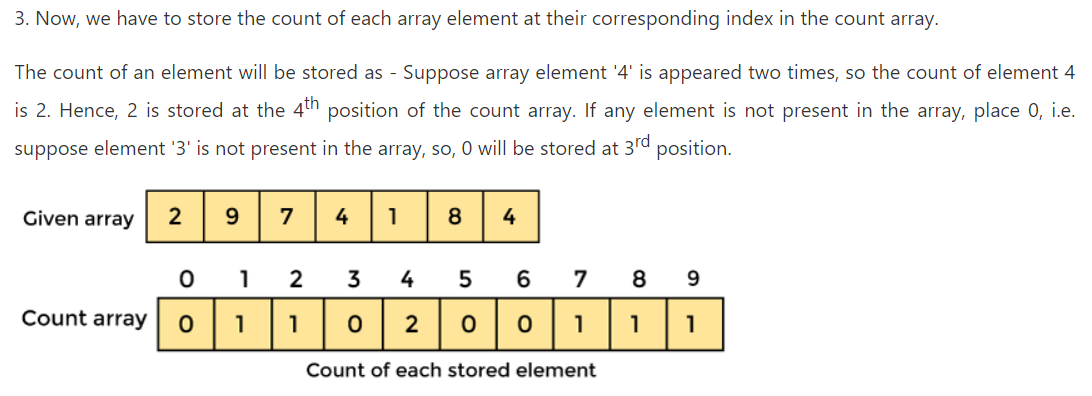 3. Now, we have to store the count of each array element at their corresponding index in the count array.
The count of an element will be stored as - Suppose array element '4' is appeared two times, so the count of element 4
is 2. Hence, 2 is stored at the 4th position of the count array. If any element is not present in the array, place 0, i.e.
suppose element '3' is not present in the array, so, 0 will be stored at 3rd position.
Given array 2 9 7 4 1 8 4
0 1 2 3 4 5 6 7 8 9
Count array 0 1 1 0 2 0 0 1 1 1
Count of each stored element